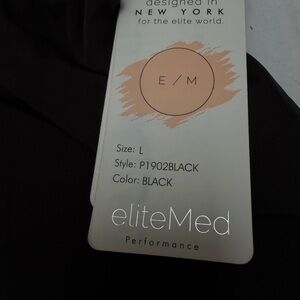 designed in
NEW YORK
for the elite world.
E / M
Size: L
Style: P1902BLACK
Color: BLACK
eliteMed
Performance